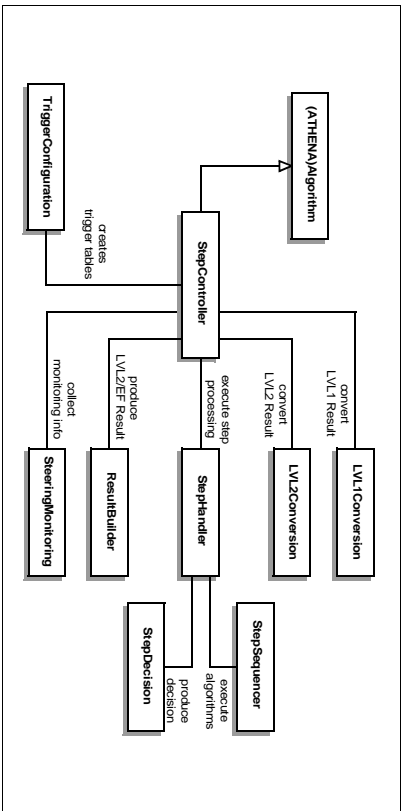 (ATHENA)Algorithm
convert
LVL1 Result
LVL1Conversion
convert
LVL2 Result
LVL2Conversion
StepController
execute step
processing
StepHandler
execute
algorithms
StepSequencer
produce
decision
StepDecision
produce
LVL2/EF Result
ResultBuilder
creates
trigger tables
TriggerConfiguration
collect
monitoring info
SteeringMonitoring